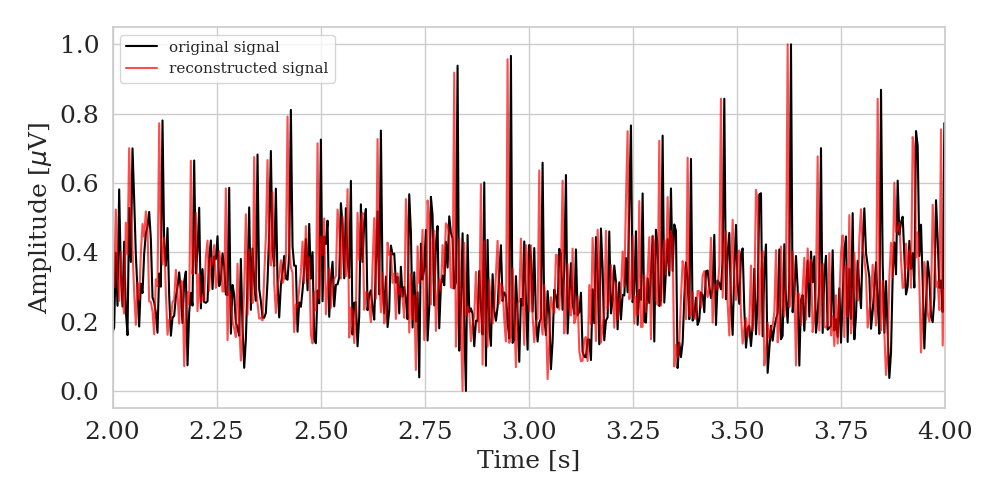 original signal
reconstructed signal
Amplitude [μV]
1.0
0.8
0.6
0.4
0.2
0.0
2.00 2.25 2.50 2.75 3.00 3.25 3.50 3.75 4.00
Time [s]